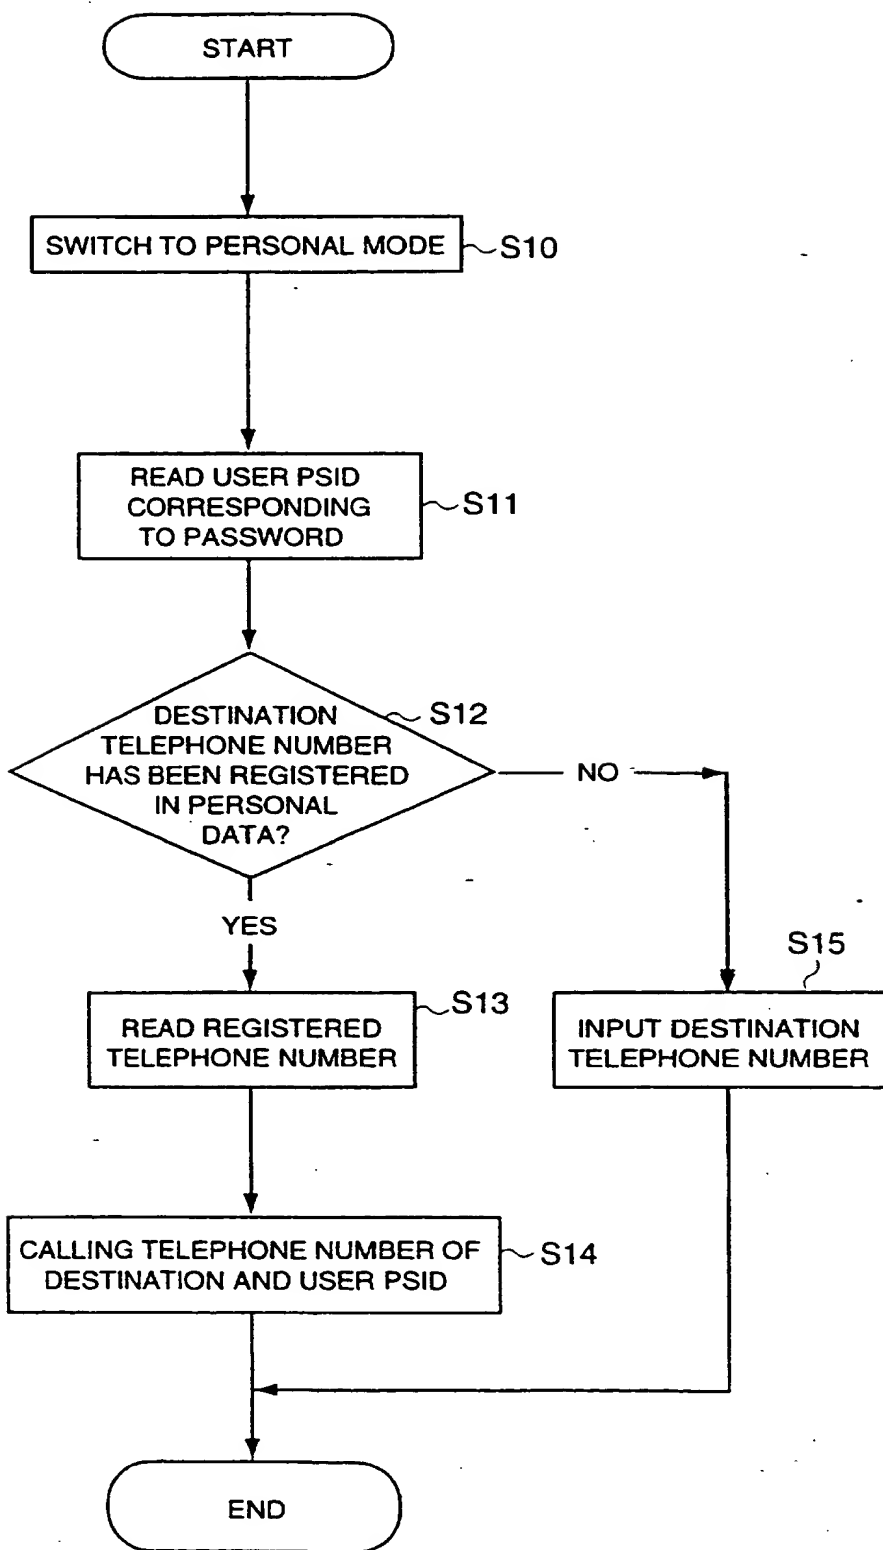 START
SWITCH TO PERSONAL MODE
S10
READ USER PSID
CORRESPONDING
TO PASSWORD
S11
DESTINATION
TELEPHONE NUMBER
HAS BEEN REGISTERED
IN PERSONAL
DATA?
S12
NO
YES
READ REGISTERED
TELEPHONE NUMBER
S13
S15
INPUT DESTINATION
TELEPHONE NUMBER
CALLING TELEPHONE NUMBER OF
DESTINATION AND USER PSID
S14
END